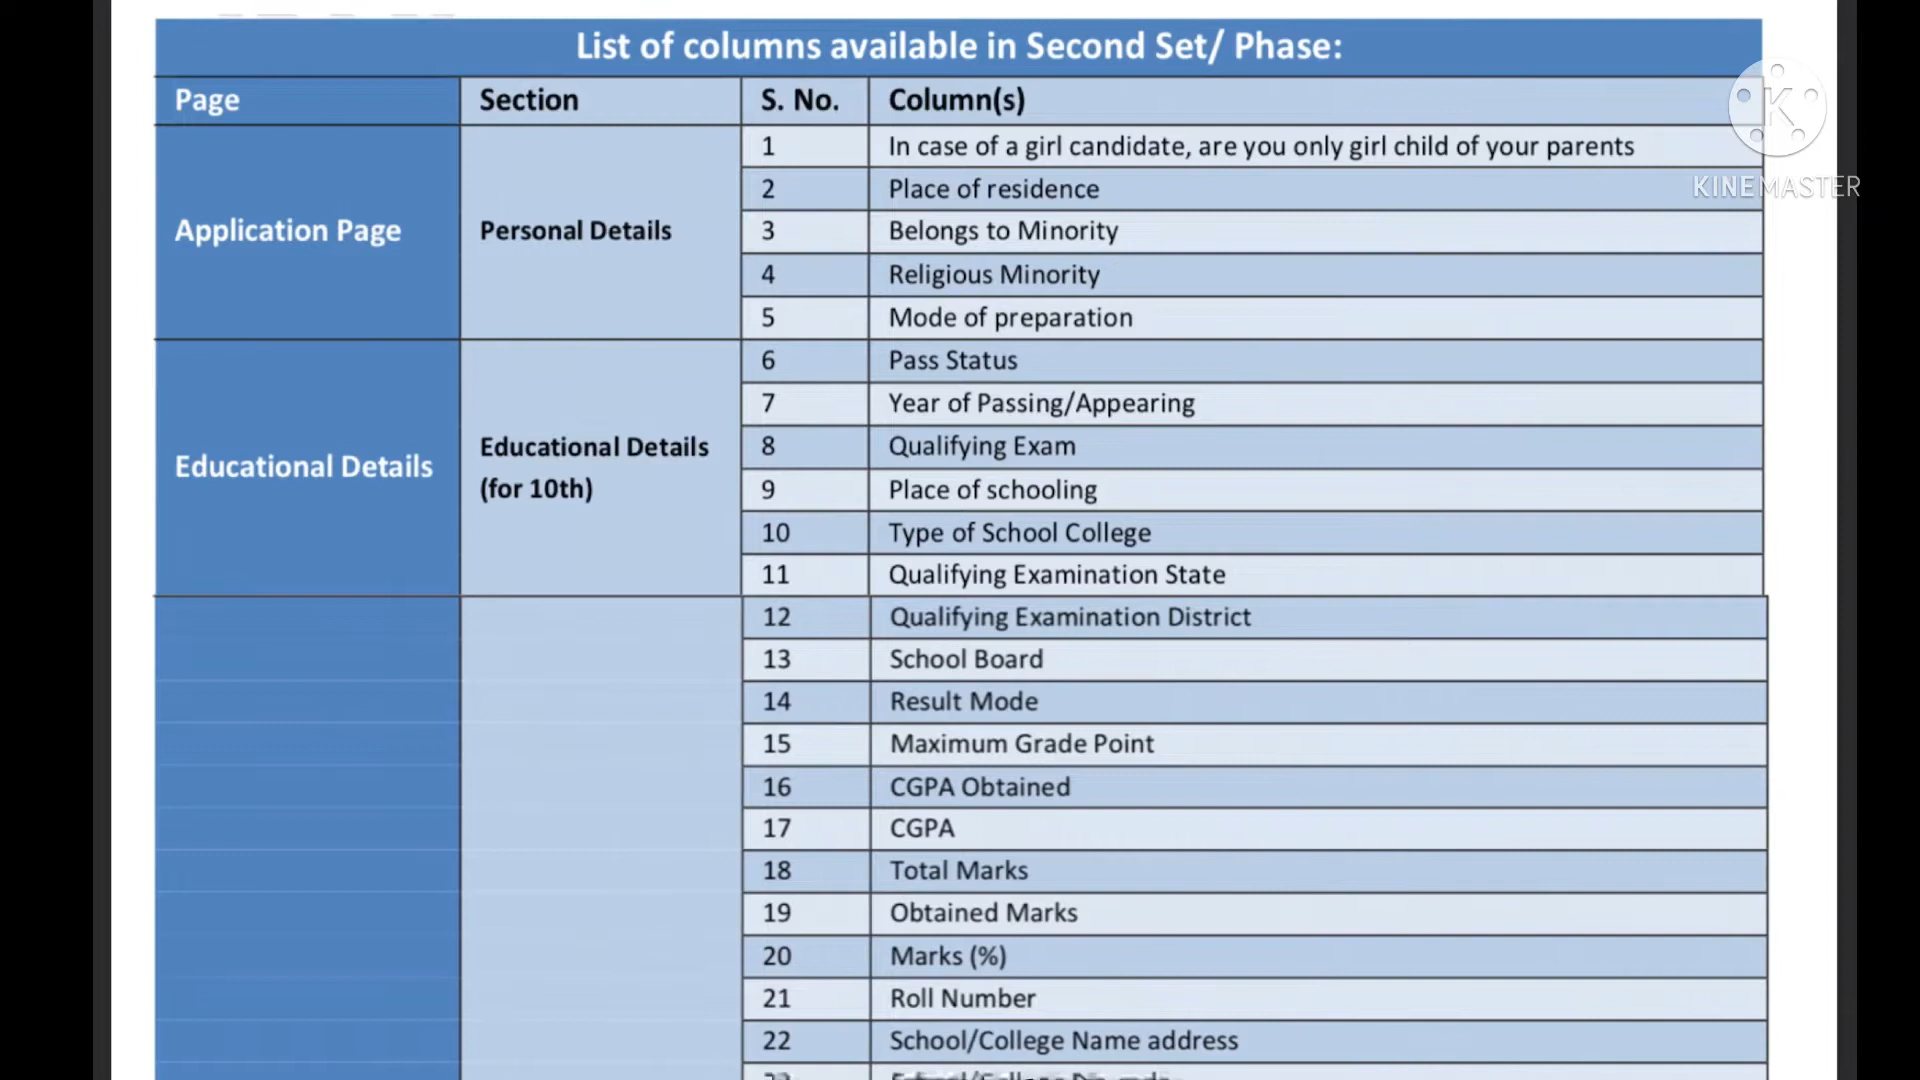 List of columns available in Second Set/ Phase:
Page Section S. No. Column(s)
Application Page Personal Details
1 In case of a girl candidate, are you only girl child of your parents
2 Place of residence
3 Belongs to Minority
4 Religious Minority
5 Mode of preparation
Educational Details Educational Details
(for 10th)
6 Pass Status
7 Year of Passing/Appearing
8 Qualifying Exam
9 Place of schooling
10 Type of School College
11 Qualifying Examination State
12 Qualifying Examination District
13 School Board
14 Result Mode
15 Maximum Grade Point
16 CGPA Obtained
17 CGPA
18 Total Marks
19 Obtained Marks
20 Marks (%)
21 Roll Number
22 School/College Name address
K
KINEMASTER